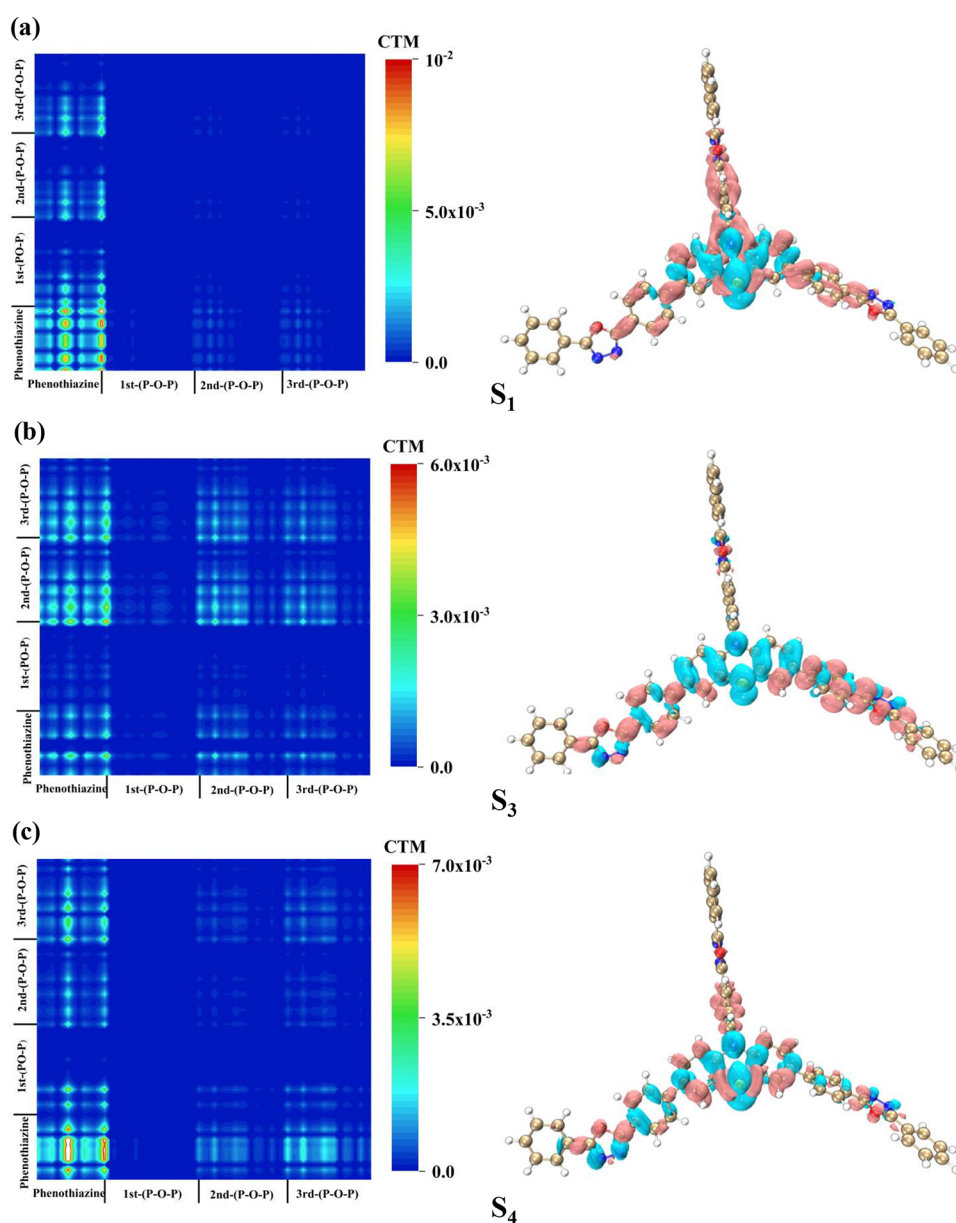 (a)
CTM
10-2
5.0x10-3
0.0
3rd-(P-O-P)
2nd-(P-O-P)
1st-(PO-P)
Phenothiazine
Phenothiazine 1st-(P-O-P) 2nd-(P-O-P) 3rd-(P-O-P)
S1
(b)
CTM
6.0x10-3
3.0x10-3
0.0
3rd-(P-O-P)
2nd-(P-O-P)
1st-(PO-P)
Phenothiazine
Phenothiazine 1st-(P-O-P) 2nd-(P-O-P) 3rd-(P-O-P)
S3
(c)
CTM
7.0x10-3
3.5x10-3
0.0
3rd-(P-O-P)
2nd-(P-O-P)
1st-(PO-P)
Phenothiazine
Phenothiazine 1st-(P-O-P) 2nd-(P-O-P) 3rd-(P-O-P)
S4